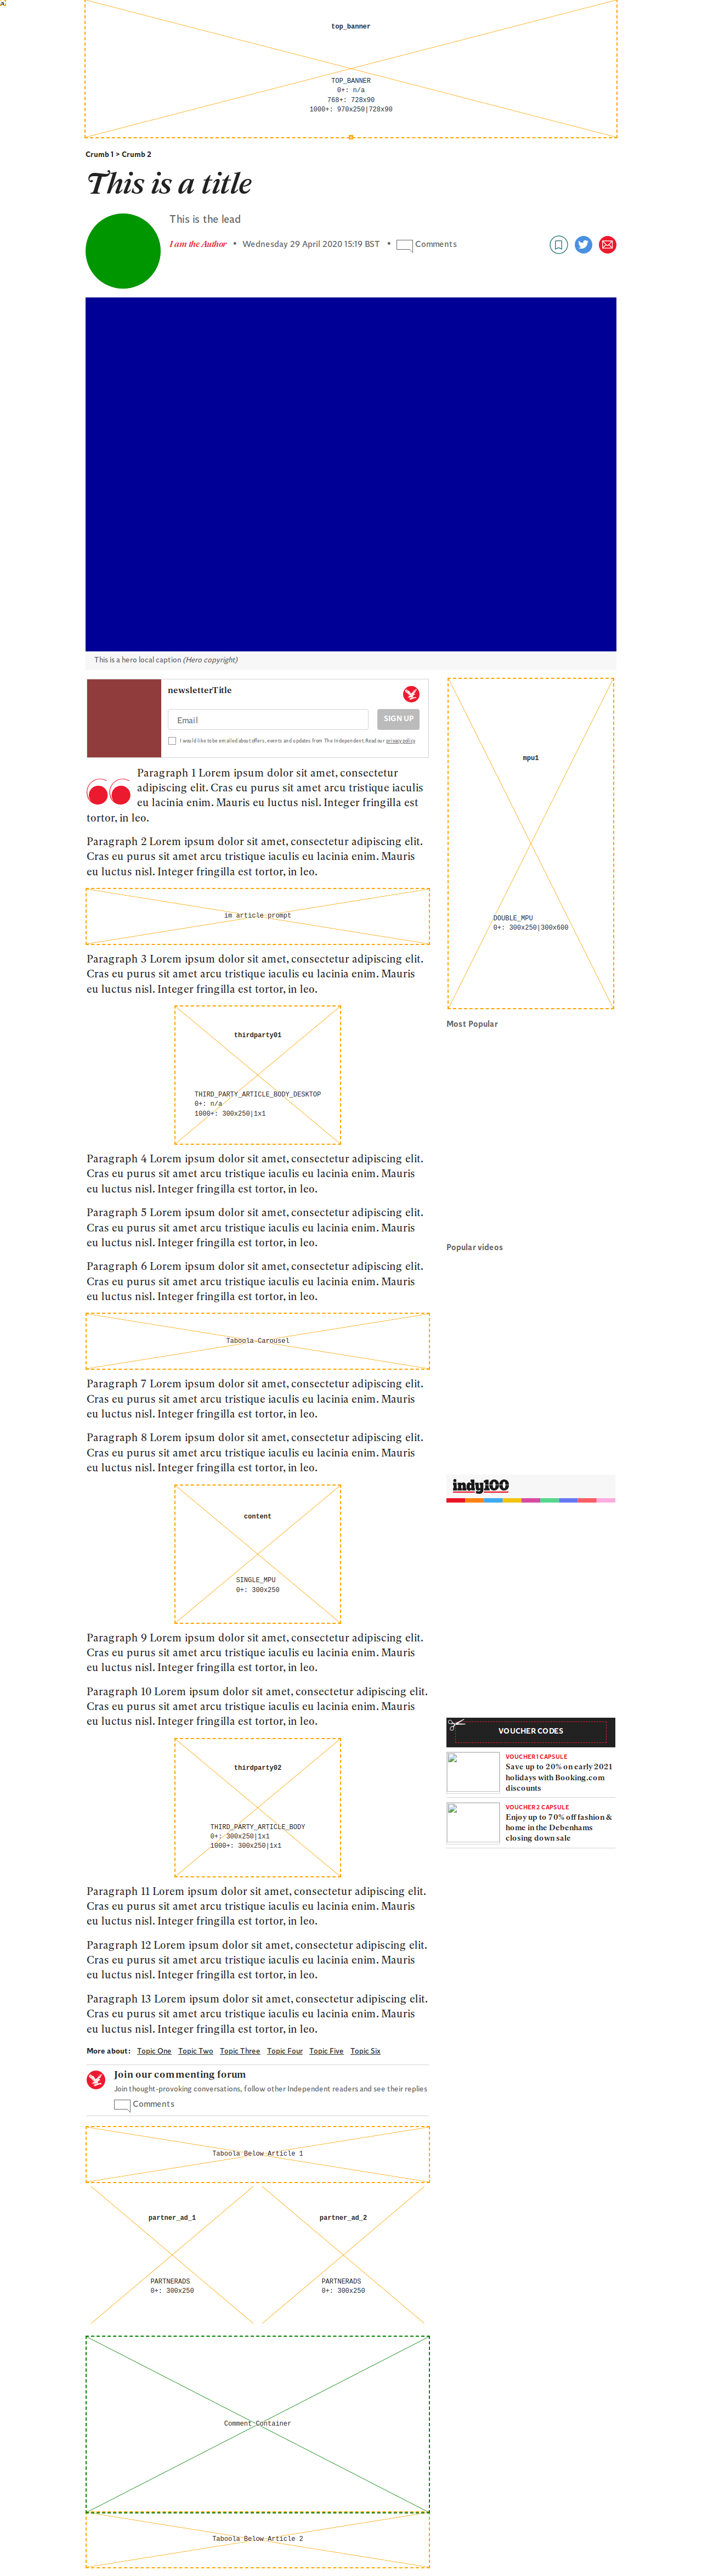 top_banner
TOP_BANNER
0+: n/a
768+: 728x90
1000+: 970x250|728x90
Crumb 1 > Crumb 2
This is a title
This is the lead
I am the Author • Wednesday 29 April 2020 15:19 BST • Comments
This is a hero local caption (Hero copyright)
newsletterTitle
Email
SIGN UP
I would like to be emailed about offers, events and updates from The Independent. Read our privacy policy
Paragraph 1 Lorem ipsum dolor sit amet, consectetur
adipiscing elit. Cras eu purus sit amet arcu tristique iaculis
eu lacinia enim. Mauris eu luctus nisl. Integer fringilla est
tortor, in leo.
Paragraph 2 Lorem ipsum dolor sit amet, consectetur adipiscing elit.
Cras eu purus sit amet arcu tristique iaculis eu lacinia enim. Mauris
eu luctus nisl. Integer fringilla est tortor, in leo.
im article prompt
Paragraph 3 Lorem ipsum dolor sit amet, consectetur adipiscing elit.
Cras eu purus sit amet arcu tristique iaculis eu lacinia enim. Mauris
eu luctus nisl. Integer fringilla est tortor, in leo.
thirdparty01
THIRD_PARTY_ARTICLE_BODY_DESKTOP
0+: n/a
1000+: 300x250|1x1
Paragraph 4 Lorem ipsum dolor sit amet, consectetur adipiscing elit.
Cras eu purus sit amet arcu tristique iaculis eu lacinia enim. Mauris
eu luctus nisl. Integer fringilla est tortor, in leo.
Paragraph 5 Lorem ipsum dolor sit amet, consectetur adipiscing elit.
Cras eu purus sit amet arcu tristique iaculis eu lacinia enim. Mauris
eu luctus nisl. Integer fringilla est tortor, in leo.
Paragraph 6 Lorem ipsum dolor sit amet, consectetur adipiscing elit.
Cras eu purus sit amet arcu tristique iaculis eu lacinia enim. Mauris
eu luctus nisl. Integer fringilla est tortor, in leo.
Taboola Carousel
Paragraph 7 Lorem ipsum dolor sit amet, consectetur adipiscing elit.
Cras eu purus sit amet arcu tristique iaculis eu lacinia enim. Mauris
eu luctus nisl. Integer fringilla est tortor, in leo.
Paragraph 8 Lorem ipsum dolor sit amet, consectetur adipiscing elit.
Cras eu purus sit amet arcu tristique iaculis eu lacinia enim. Mauris
eu luctus nisl. Integer fringilla est tortor, in leo.
content
SINGLE_MPU
0+: 300x250
Paragraph 9 Lorem ipsum dolor sit amet, consectetur adipiscing elit.
Cras eu purus sit amet arcu tristique iaculis eu lacinia enim. Mauris
eu luctus nisl. Integer fringilla est tortor, in leo.
Paragraph 10 Lorem ipsum dolor sit amet, consectetur adipiscing elit.
Cras eu purus sit amet arcu tristique iaculis eu lacinia enim. Mauris
eu luctus nisl. Integer fringilla est tortor, in leo.
thirdparty02
THIRD_PARTY_ARTICLE_BODY
0+: 300x250|1x1
1000+: 300x250|1x1
Paragraph 11 Lorem ipsum dolor sit amet, consectetur adipiscing elit.
Cras eu purus sit amet arcu tristique iaculis eu lacinia enim. Mauris
eu luctus nisl. Integer fringilla est tortor, in leo.
Paragraph 12 Lorem ipsum dolor sit amet, consectetur adipiscing elit.
Cras eu purus sit amet arcu tristique iaculis eu lacinia enim. Mauris
eu luctus nisl. Integer fringilla est tortor, in leo.
Paragraph 13 Lorem ipsum dolor sit amet, consectetur adipiscing elit.
Cras eu purus sit amet arcu tristique iaculis eu lacinia enim. Mauris
eu luctus nisl. Integer fringilla est tortor, in leo.
More about: Topic One Topic Two Topic Three Topic Four Topic Five Topic Six
Join our commenting forum
Join thought-provoking conversations, follow other Independent readers and see their replies
Comments
Taboola Below Article 1
partner_ad_1
PARTNERADS
0+: 300x250
partner_ad_2
PARTNERADS
0+: 300x250
Comment Container
Taboola Below Article 2
mpu1
DOUBLE_MPU
0+: 300x250|300x600
Most Popular
Popular videos
indy100
VOUCHER CODES
VOUCHER 1 CAPSULE
Save up to 20% on early 2021
holidays with Booking.com
discounts
VOUCHER 2 CAPSULE
Enjoy up to 70% off fashion &
home in the Debenhams
closing down sale